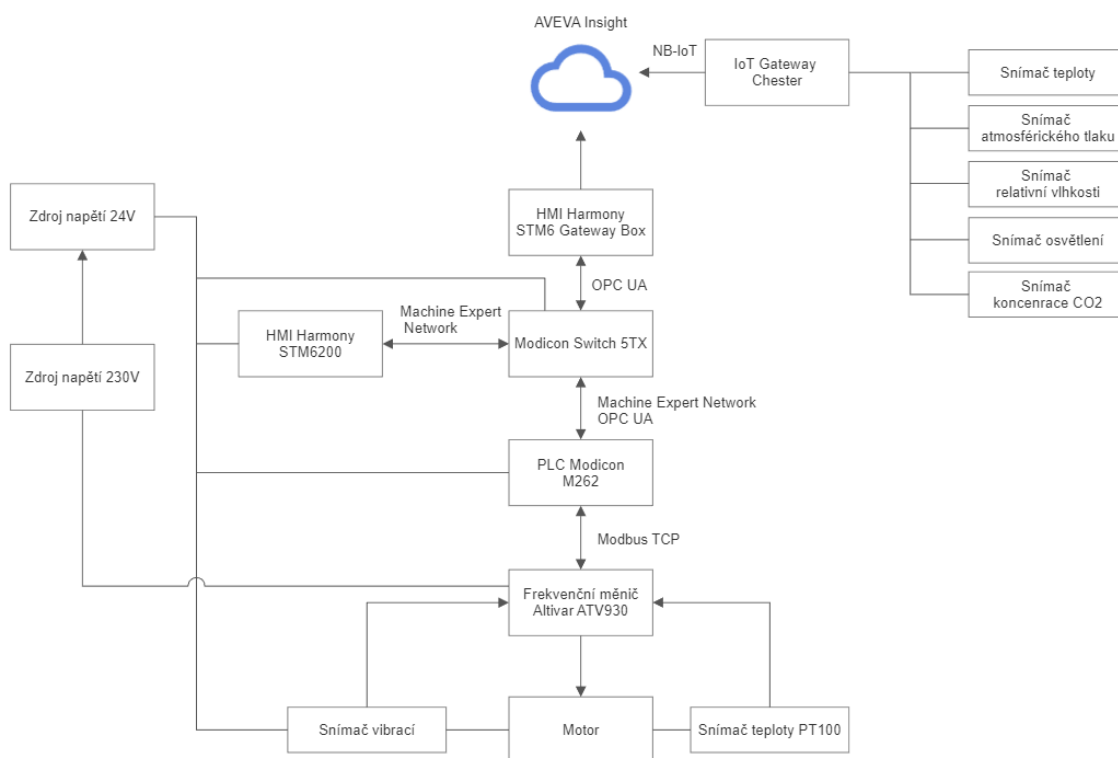 AVEVA Insight
NB-IoT
IoT Gateway
Chester
Snímač teploty
Snímač
atmosférického tlaku
Snímač
relativní vlhkosti
Snímač osvětlení
Snímač
koncenrace CO2
Zdroj napětí 24V
HMI Harmony
STM6 Gateway Box
OPC UA
Machine Expert
Network
HMI Harmony
STM6200
Modicon Switch 5TX
Zdroj napětí 230V
Machine Expert Network
OPC UA
PLC Modicon
M262
Modbus TCP
Frekvenční měnič
Altivar ATV930
Snímač vibrací
Motor
Snímač teploty PT100